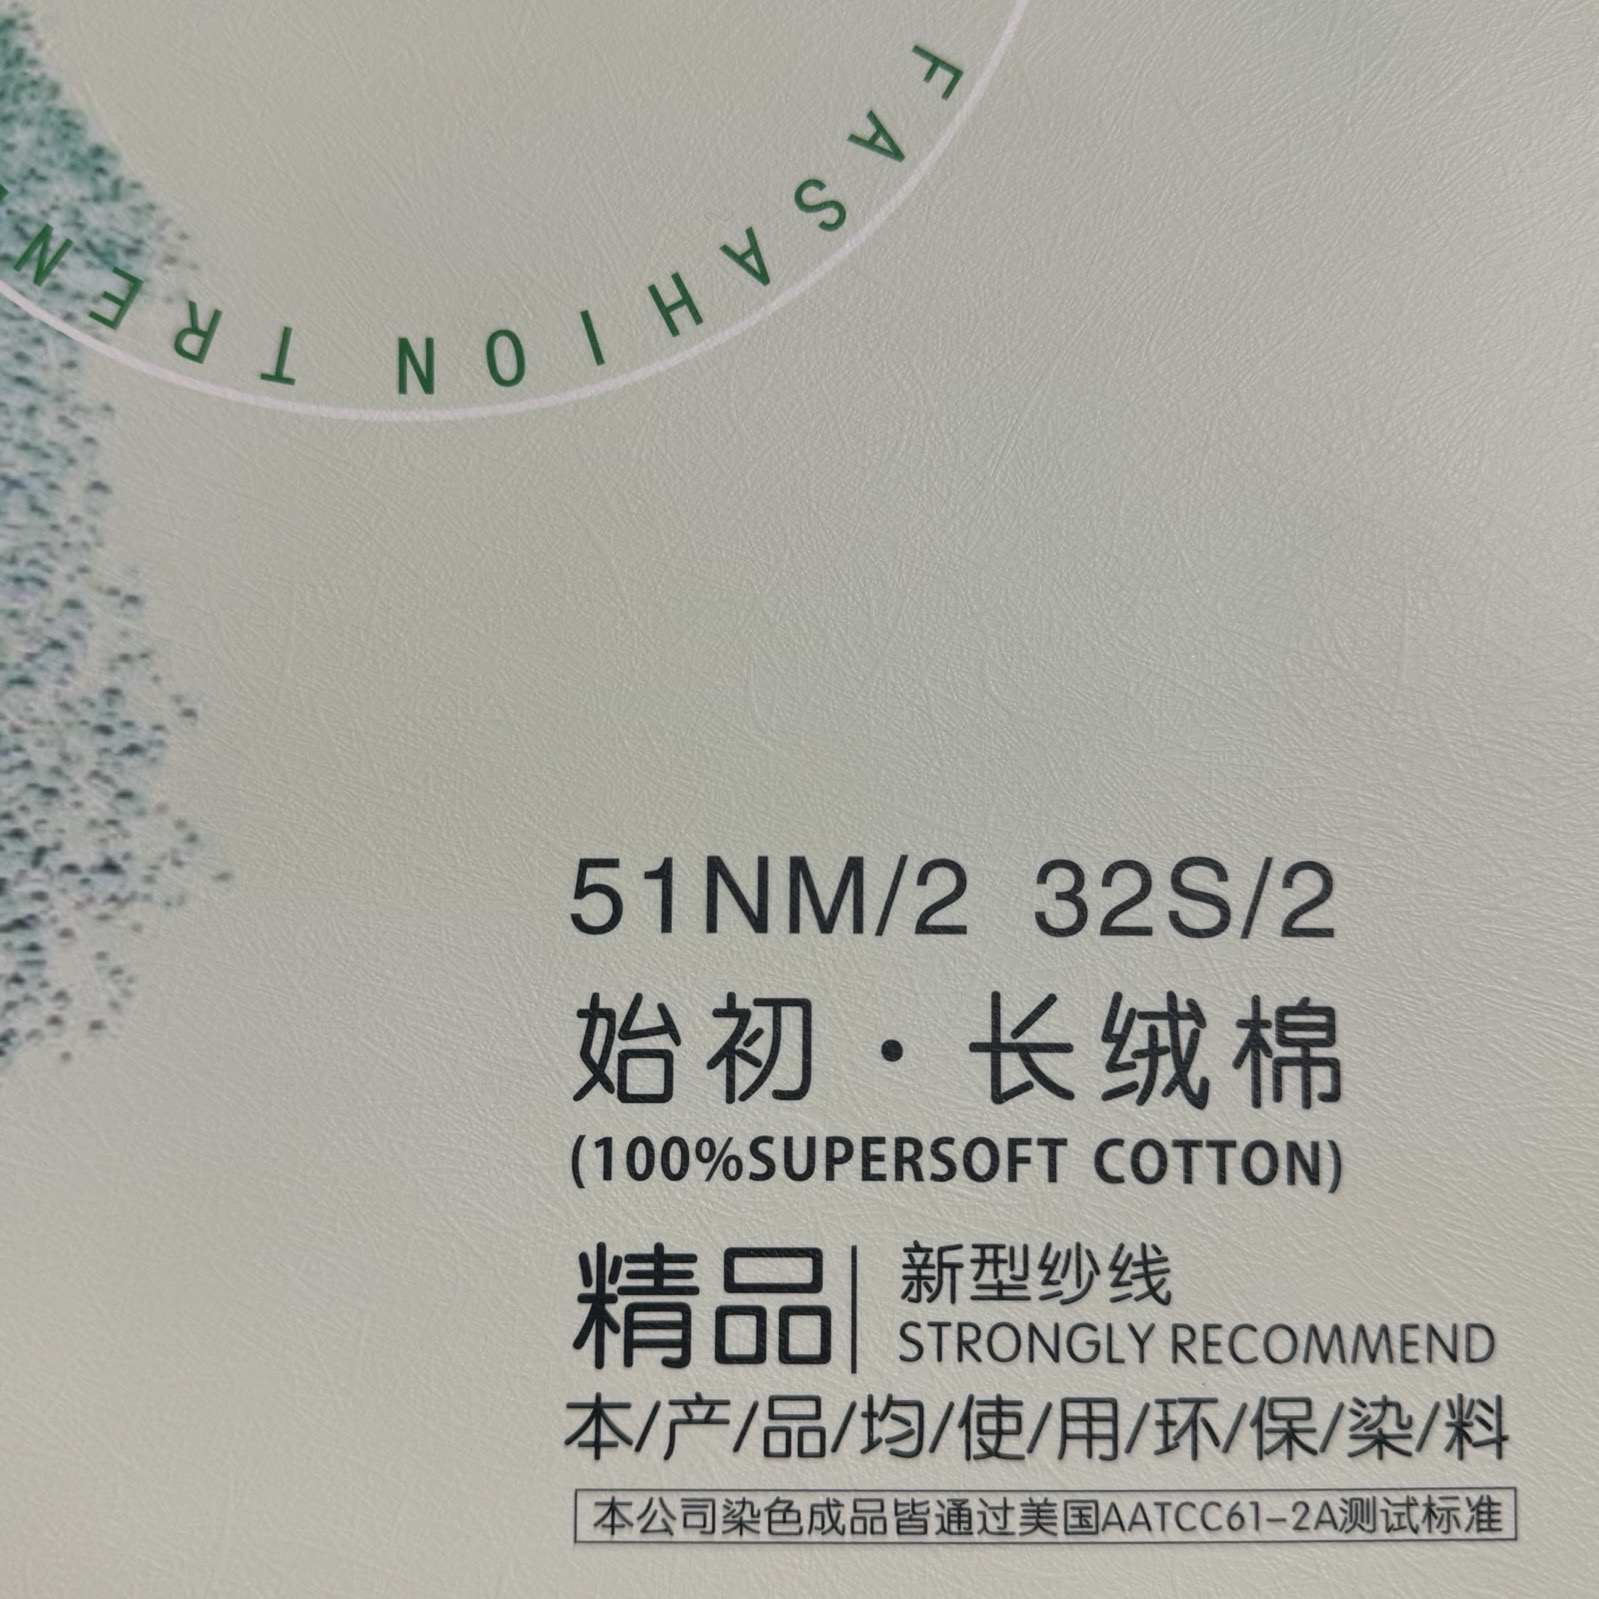 FASAHION TREN
51NM/2 32S/2
始初·长绒棉
(100%SUPERSOFT COTTON)
精品
新型纱线
STRONGLY RECOMMEND
本/产/品/均/使/用/环/保/染/料
本公司染色成品皆通过美国AATCC61-2A测试标准